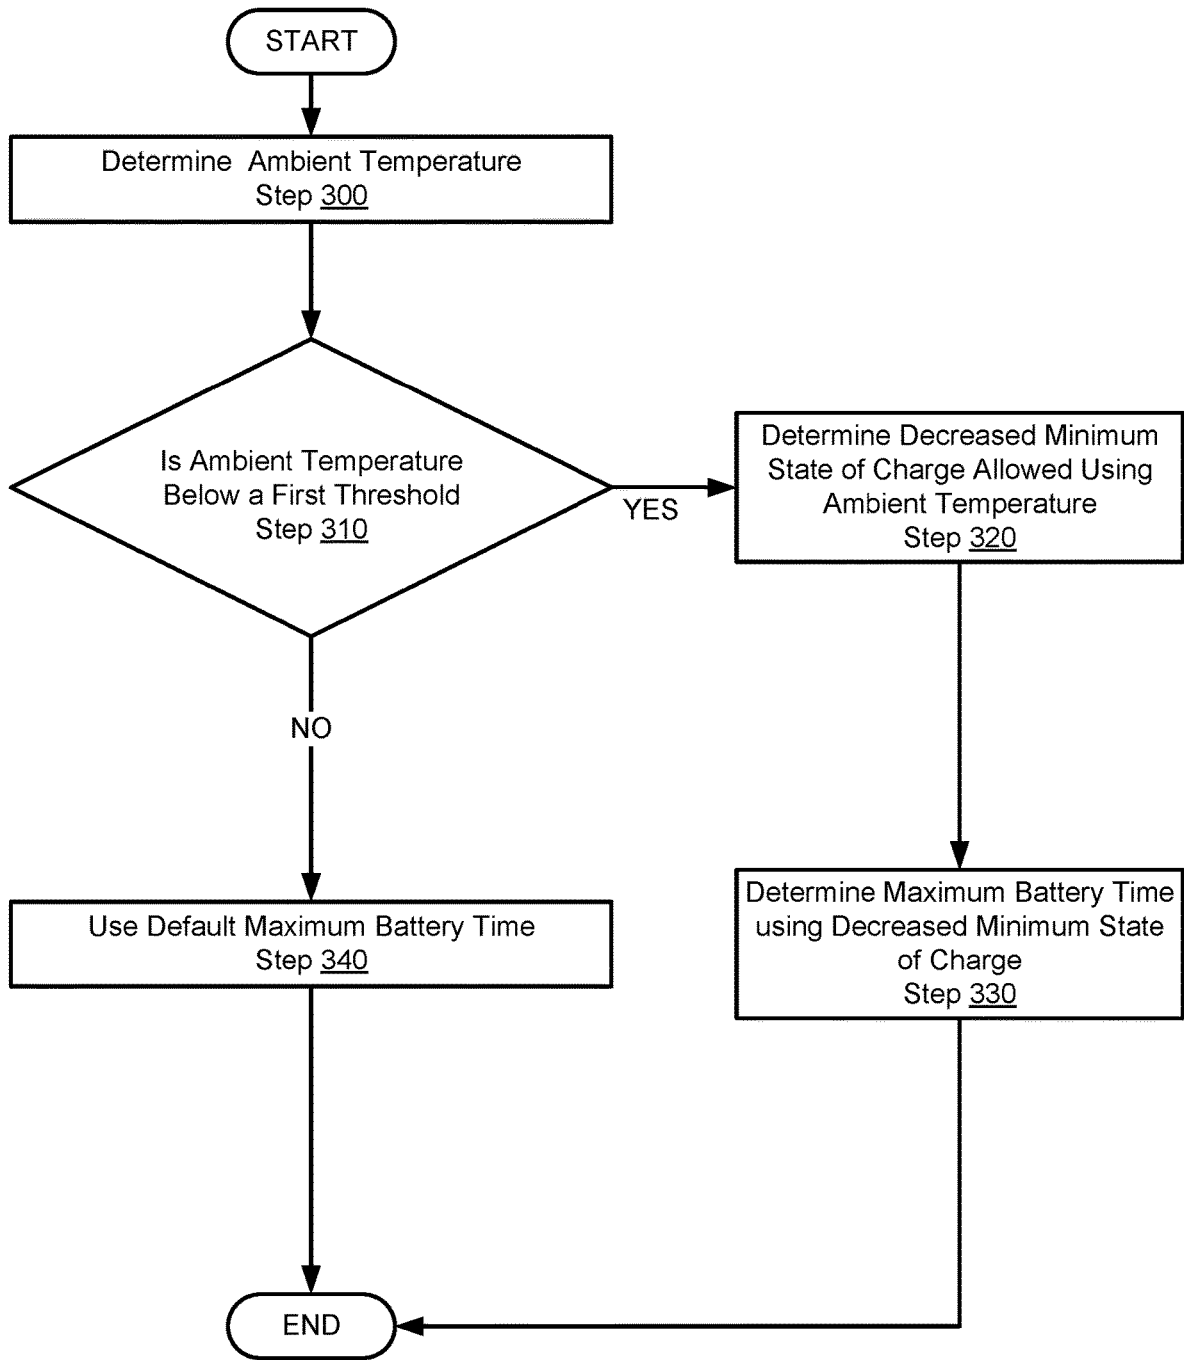 START
Determine Ambient Temperature
Step 300
Is Ambient Temperature
Below a First Threshold
Step 310
YES
Determine Decreased Minimum
State of Charge Allowed Using
Ambient Temperature
Step 320
NO
Use Default Maximum Battery Time
Step 340
Determine Maximum Battery Time
using Decreased Minimum State
of Charge
Step 330
END